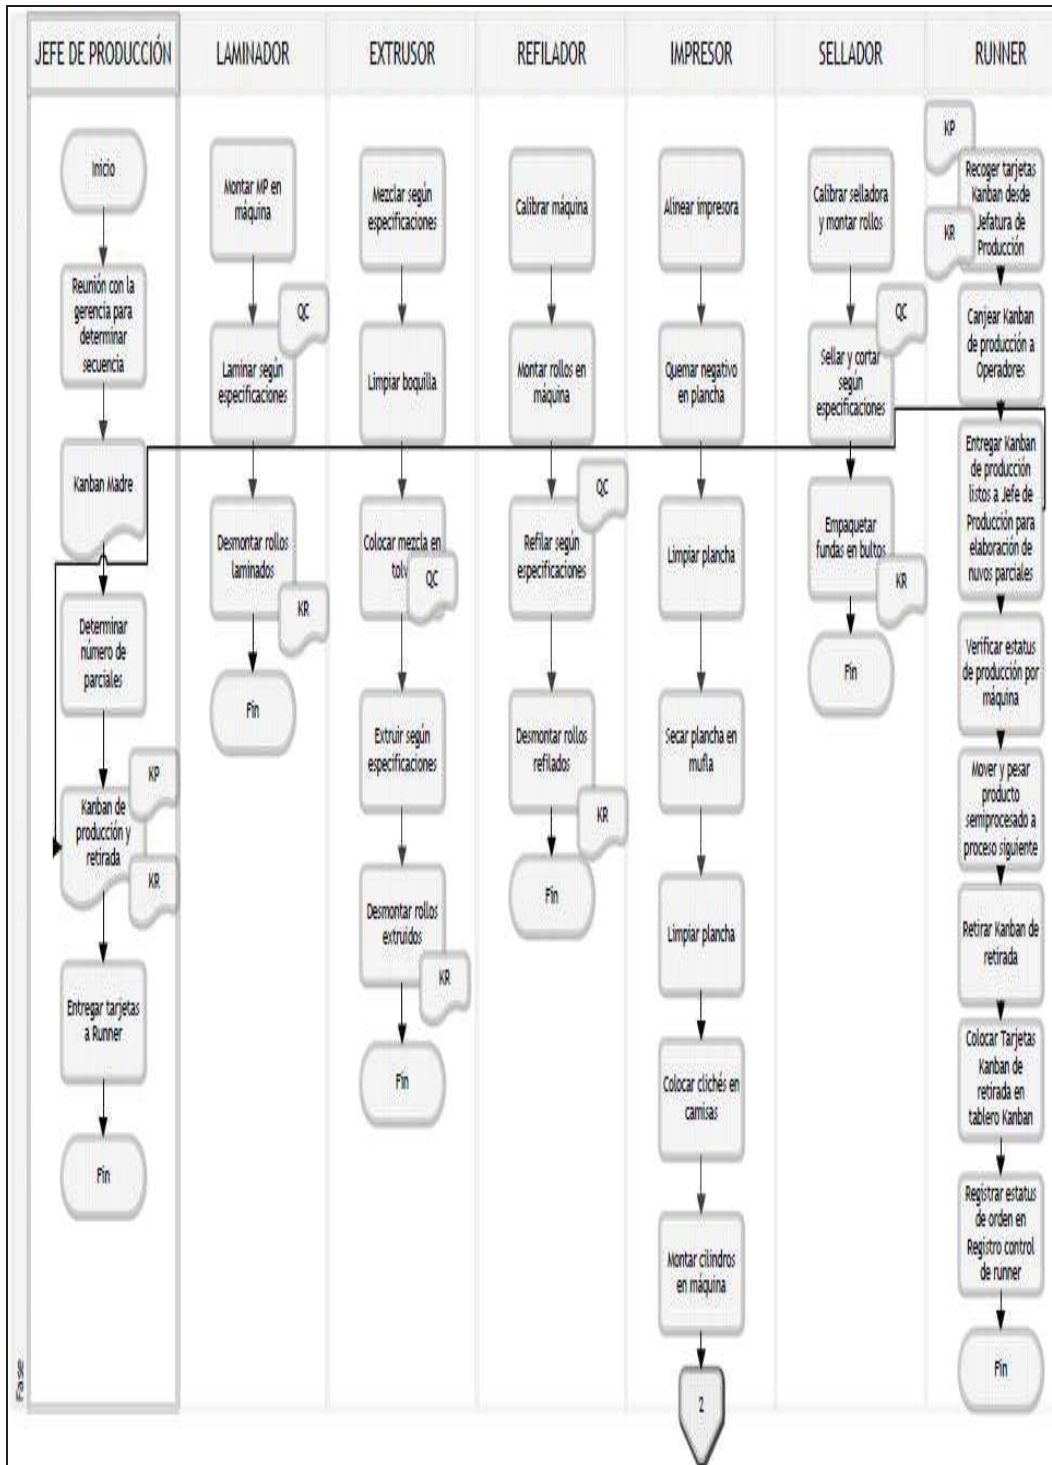 JEFE DE PRODUCCIÓN
Inicio
Reunión con la
gerencia para
determinar
secuencia
Kanban Madre
Determinar
número de
parciales
KP
Kanban de
producción y
retirada
KR
Entregar tarjetas
a Runner
Fin
LAMINADOR
Montar MP en
máquina
QC
Laminar según
especificaciones
Desmontar rollos
laminados
KR
Fin
EXTRUSOR
Mezclar según
especificaciones
Limpiar boquilla
Colocar mezcla en
tolv
QC
Extruir según
especificaciones
Desmontar rollos
extruidos
KR
Fin
REFILADOR
Calibrar máquina
Montar rollos en
máquina
QC
Refilar según
especificaciones
Desmontar rollos
refilados
KR
Fin
IMPRESOR
Alinear impresora
Quemar negativo
en plancha
Limpiar plancha
Secar plancha en
mufla
Limpiar plancha
Colocar clichés en
camisas
Montar cilindros
en máquina
2
SELLADOR
Calibrar selladora
y montar rollos
QC
Sellar y cortar
según
especificaciones
Empaquetar
fundas en bultos
KR
Fin
RUNNER
KP
Recoger tarjetas
Kanban desde
Jefatura de
Producción
KR
Canjear Kanban
de producción a
Operadores
Entregar Kanban
de producción
listos a Jefe de
Producción para
elaboración de
nuvos parciales
Verificar estatus
de producción por
máquina
Mover y pesar
producto
semiprocesado a
proceso siguiente
Retirar Kanban de
retirada
Colocar Tarjetas
Kanban de
retirada en
tablero Kanban
Registrar estatus
de orden en
Registro control
de runner
Fin
Fase